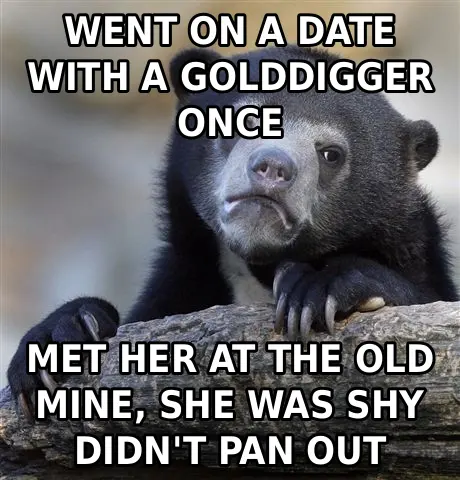 WENT ON A DATE
WITH A GOLDDIGGER
ONCE
MET HER AT THE OLD
MINE, SHE WAS SHY
DIDN'T PAN OUT